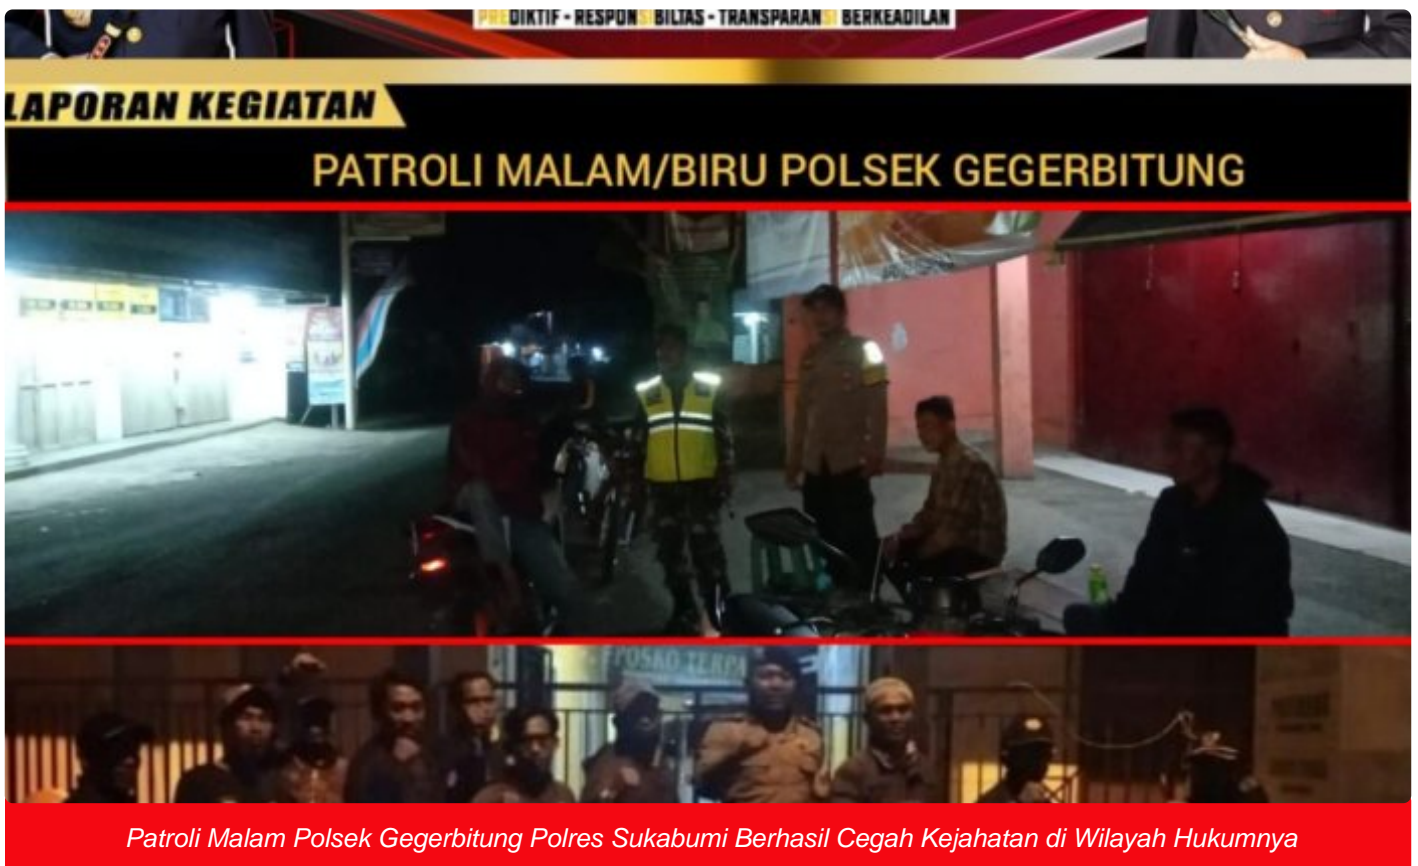 PREDIKTIF - RESPONSIBILTAS - TRANSPARANSI BERKEADILAN
LAPORAN KEGIATAN
PATROLI MALAM/BIRU POLSEK GEGERBITUNG
POSKO TERPA
Patroli Malam Polsek Gegerbitung Polres Sukabumi Berhasil Cegah Kejahatan di Wilayah Hukumnya